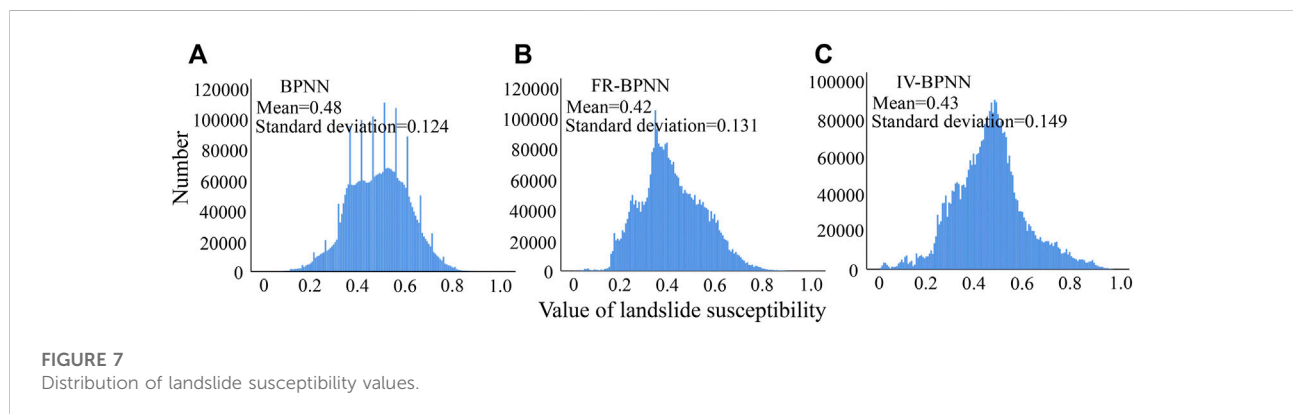 A
BPNN
Mean=0.48
Standard deviation=0.124
120000
100000
80000
60000
40000
20000
0
Number
0 0.2 0.4 0.6 0.8 1.0
B
FR-BPNN
Mean=0.42
Standard deviation=0.131
120000
100000
80000
60000
40000
20000
0
0 0.2 0.4 0.6 0.8 1.0
C
IV-BPNN
Mean=0.43
Standard deviation=0.149
100000
80000
60000
40000
20000
0
0 0.2 0.4 0.6 0.8 1.0
Value of landslide susceptibility
FIGURE 7
Distribution of landslide susceptibility values.